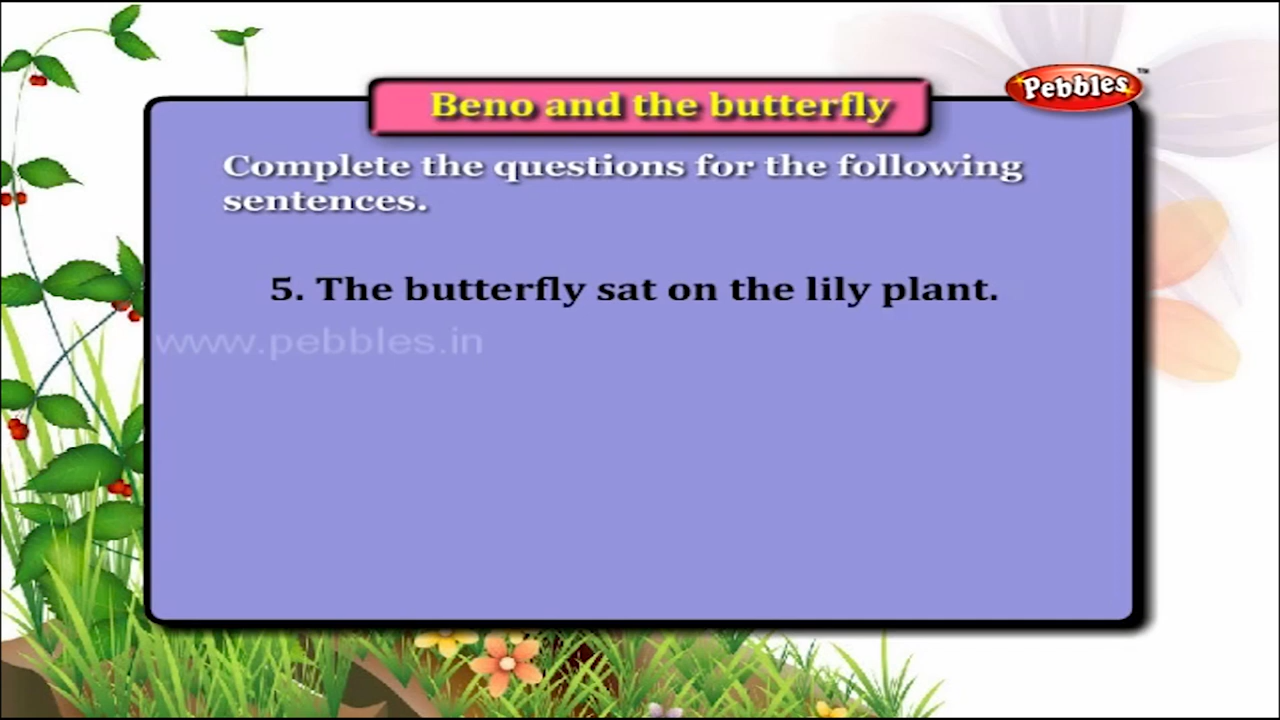 Beno and the butterfly
Pebbles™
Complete the questions for the following
sentences.
5. The butterfly sat on the lily plant.
www.pebbles.in